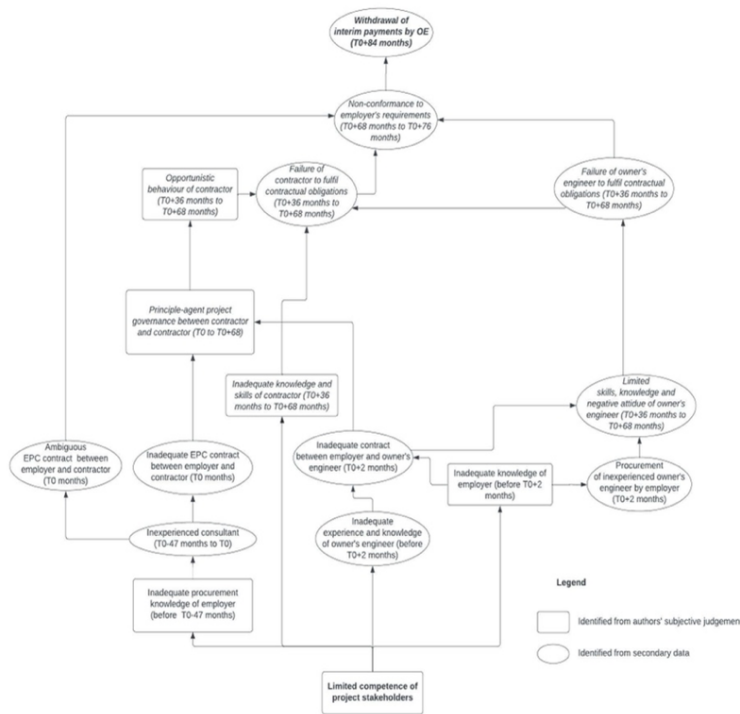 Withdrawal of
interim payments by OE
(T0+84 months)
Non-conformance to
employer's requirements
(T0+68 months to T0+76
months)
Opportunistic
behaviour of contractor
(T0+36 months to
T0+68 months)
Failure of
contractor to fulfil
contractual obligations
(T0+36 months to
T0+68 months)
Failure of owner's
engineer to fulfil contractual
obligations (T0+36 months to
T0+68 months)
Principle-agent project
governance between contractor
and contractor (T0 to T0+68)
Inadequate knowledge and
skills of contractor (T0+36
months to T0+68 months)
Limited
skills, knowledge and
negative attidue of owner's
engineer (T0+36 months to
T0+68 months)
Ambiguous
EPC contract between
employer and contractor
(T0 months)
Inadequate EPC contract
between employer and
contractor (T0 months)
Inadequate contract
between employer and owner's
engineer (T0+2 months)
Inadequate knowledge of
employer (before T0+2
months)
Procurement
of inexperienced owner's
engineer by employer
(T0+2 months)
Inexperienced consultant
(T0-47 months to T0)
Inadequate
experience and knowledge
of owner's engineer (before
T0+2 months)
Inadequate procurement
knowledge of employer
(before T0-47 months)
Limited competence of
project stakeholders
Legend
Identified from authors' subjective judgement
Identified from secondary data